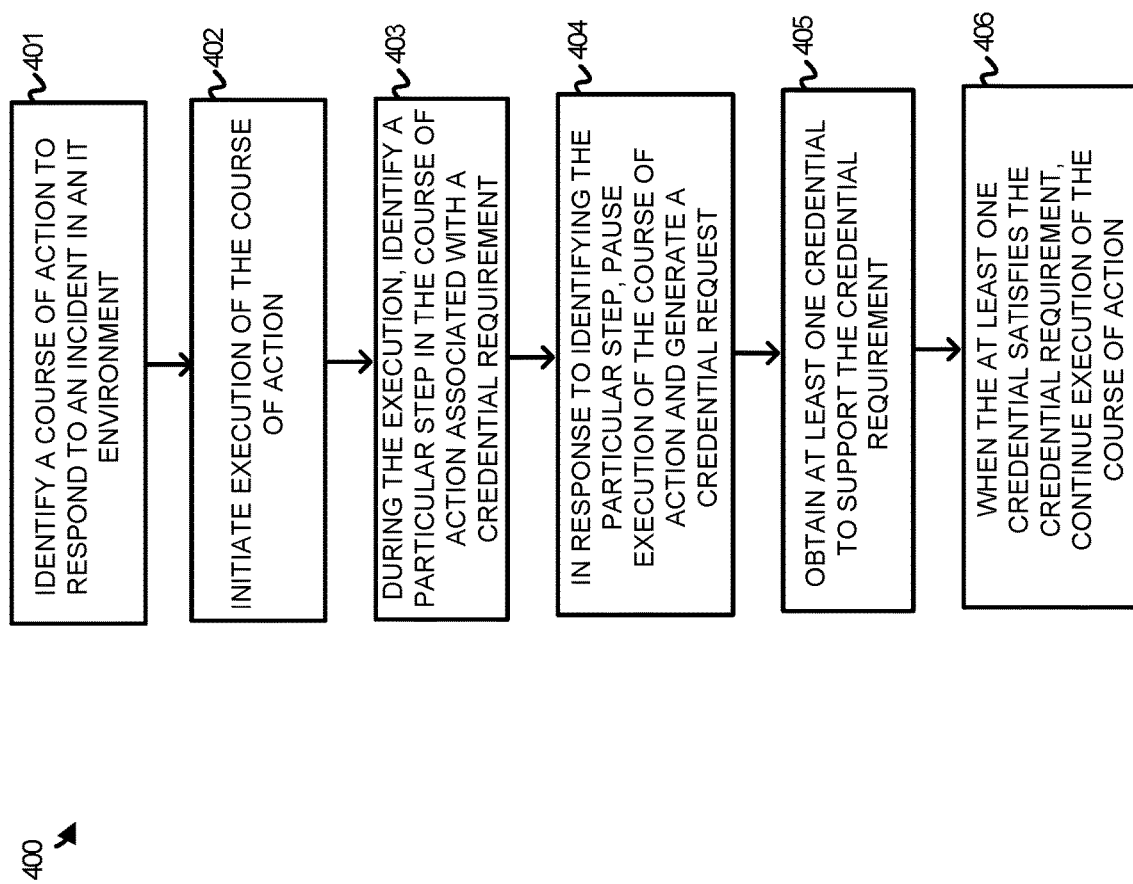 400
401
IDENTIFY A COURSE OF ACTION TO
RESPOND TO AN INCIDENT IN AN IT
ENVIRONMENT
402
INITIATE EXECUTION OF THE COURSE
OF ACTION
403
DURING THE EXECUTION, IDENTIFY A
PARTICULAR STEP IN THE COURSE OF
ACTION ASSOCIATED WITH A
CREDENTIAL REQUIREMENT
404
IN RESPONSE TO IDENTIFYING THE
PARTICULAR STEP, PAUSE
EXECUTION OF THE COURSE OF
ACTION AND GENERATE A
CREDENTIAL REQUEST
405
OBTAIN AT LEAST ONE CREDENTIAL
TO SUPPORT THE CREDENTIAL
REQUIREMENT
406
WHEN THE AT LEAST ONE
CREDENTIAL SATISFIES THE
CREDENTIAL REQUIREMENT,
CONTINUE EXECUTION OF THE
COURSE OF ACTION